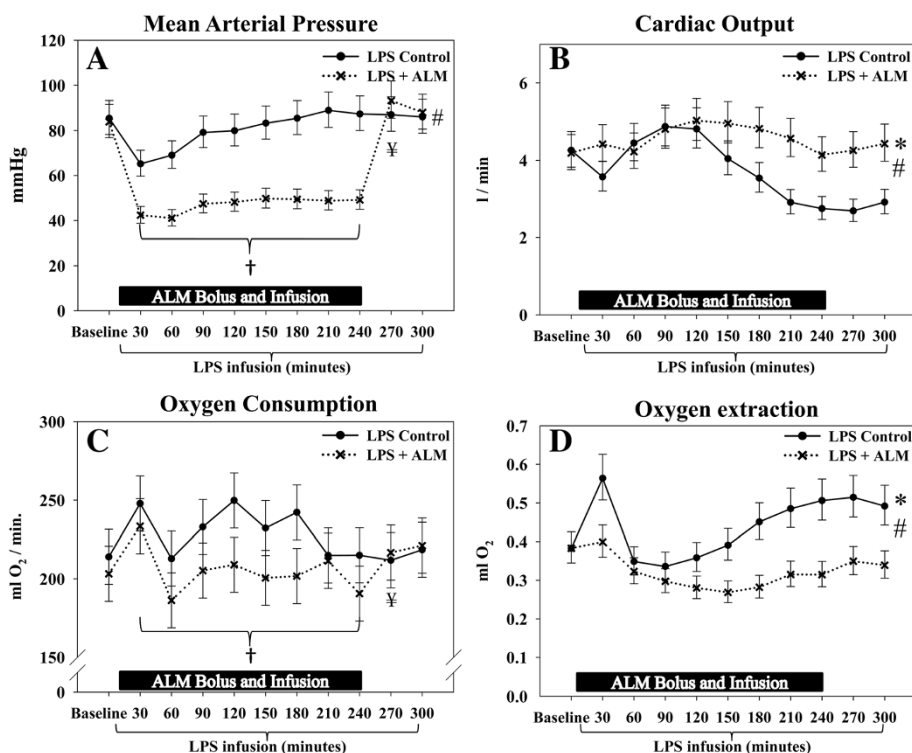 Mean Arterial Pressure
A
LPS Control
LPS + ALM
mmHg
120
100
80
60
40
20
0
#
¥
†
ALM Bolus and Infusion
Baseline 30 60 90 120 150 180 210 240 270 300
LPS infusion (minutes)
Cardiac Output
B
LPS Control
LPS + ALM
l / min
6
4
2
0
*
#
ALM Bolus and Infusion
Baseline 30 60 90 120 150 180 210 240 270 300
LPS infusion (minutes)
Oxygen Consumption
C
LPS Control
LPS + ALM
ml O₂ / min.
300
250
200
150
0
¥
†
ALM Bolus and Infusion
Baseline 30 60 90 120 150 180 210 240 270 300
LPS infusion (minutes)
Oxygen extraction
D
LPS Control
LPS + ALM
ml O₂
0.7
0.6
0.5
0.4
0.3
0.2
0.1
0.0
*
#
ALM Bolus and Infusion
Baseline 30 60 90 120 150 180 210 240 270 300
LPS infusion (minutes)